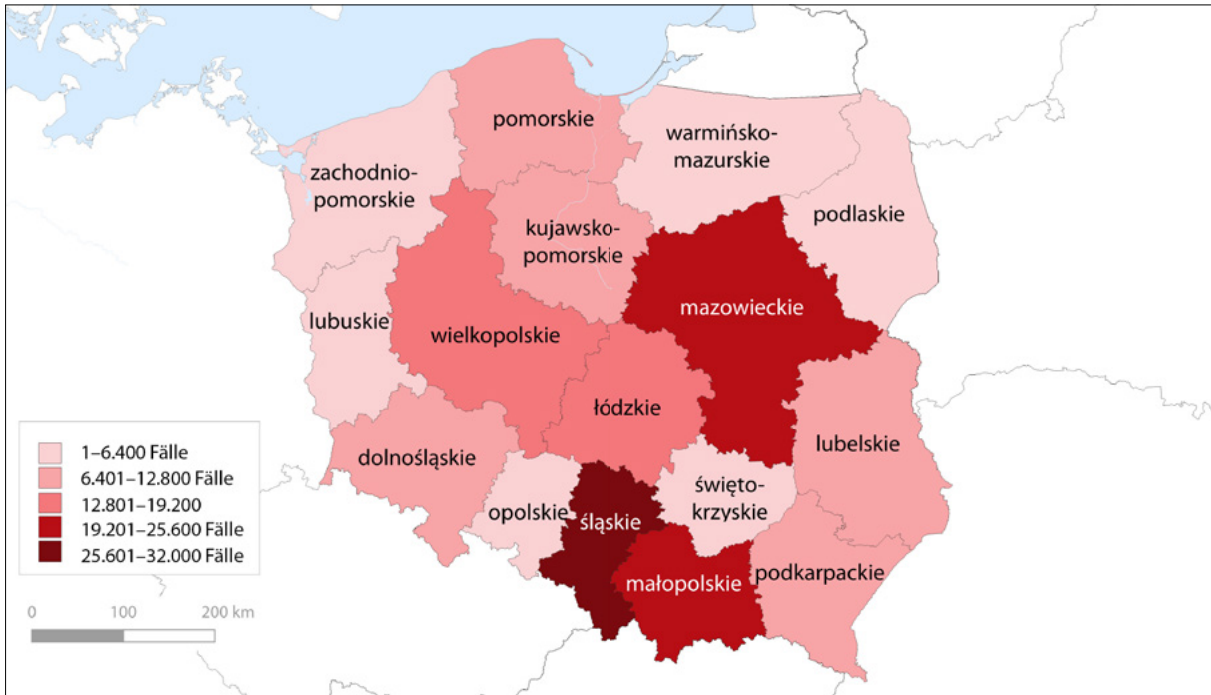 pomorskie
warmińsko-
mazurskie
zachodnio-
pomorskie
podlaskie
kujawsko-
pomorskie
mazowieckie
lubuskie
wielkopolskie
łódzkie
lubelskie
dolnośląskie
święto-
krzyskie
opolskie
śląskie
małopolskie
podkarpackie
1–6.400 Fälle
6.401–12.800 Fälle
12.801–19.200
19.201–25.600 Fälle
25.601–32.000 Fälle
0 100 200 km